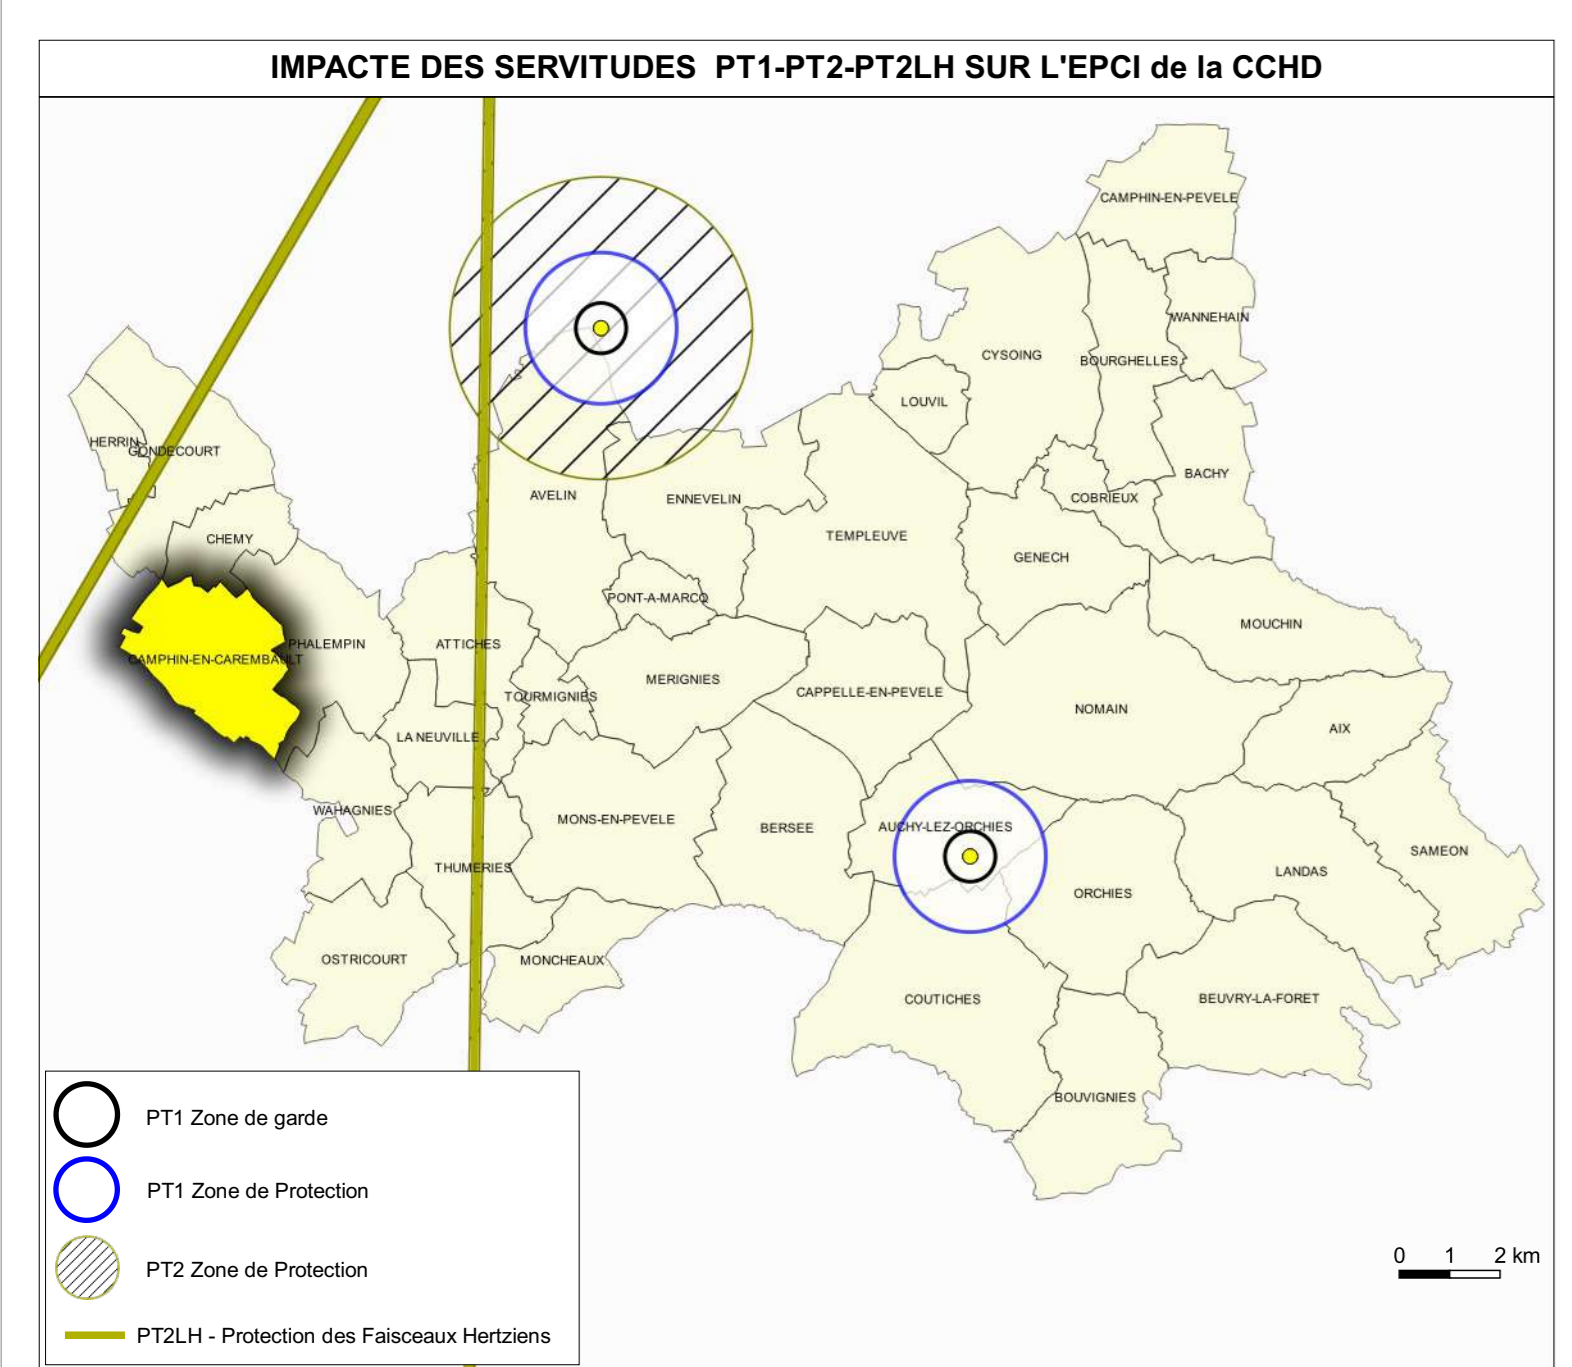 IMPACTE DES SERVITUDES PT1-PT2-PT2LH SUR L'EPCI de la CCHD
CAMPHIN-EN-PEVELE
WANNEHAIN
CYSOING
BOURGHELLES
LOUVIL
HERRIN
GONDECOURT
BACHY
AVELIN
ENNEVELIN
COBRIEUX
CHEMY
TEMPLEUVE
GENECH
PONT-A-MARCQ
MOUCHIN
PHALEMPIN
ATTICHES
CAMPHIN-EN-CAREMBAULT
MERIGNIES
TOURMIGNIES
CAPPELLE-EN-PEVELE
NOMAIN
AIX
LA NEUVILLE
WAHAGNIES
MONS-EN-PEVELE
BERSEE
AUCHY-LEZ-ORCHIES
SAMEON
THUMERIES
LANDAS
ORCHIES
OSTRICOURT
MONCHEAUX
COUTICHES
BEUVRY-LA-FORET
BOUVIGNIES
PT1 Zone de garde
PT1 Zone de Protection
PT2 Zone de Protection
PT2LH - Protection des Faisceaux Hertziens
0 1 2 km